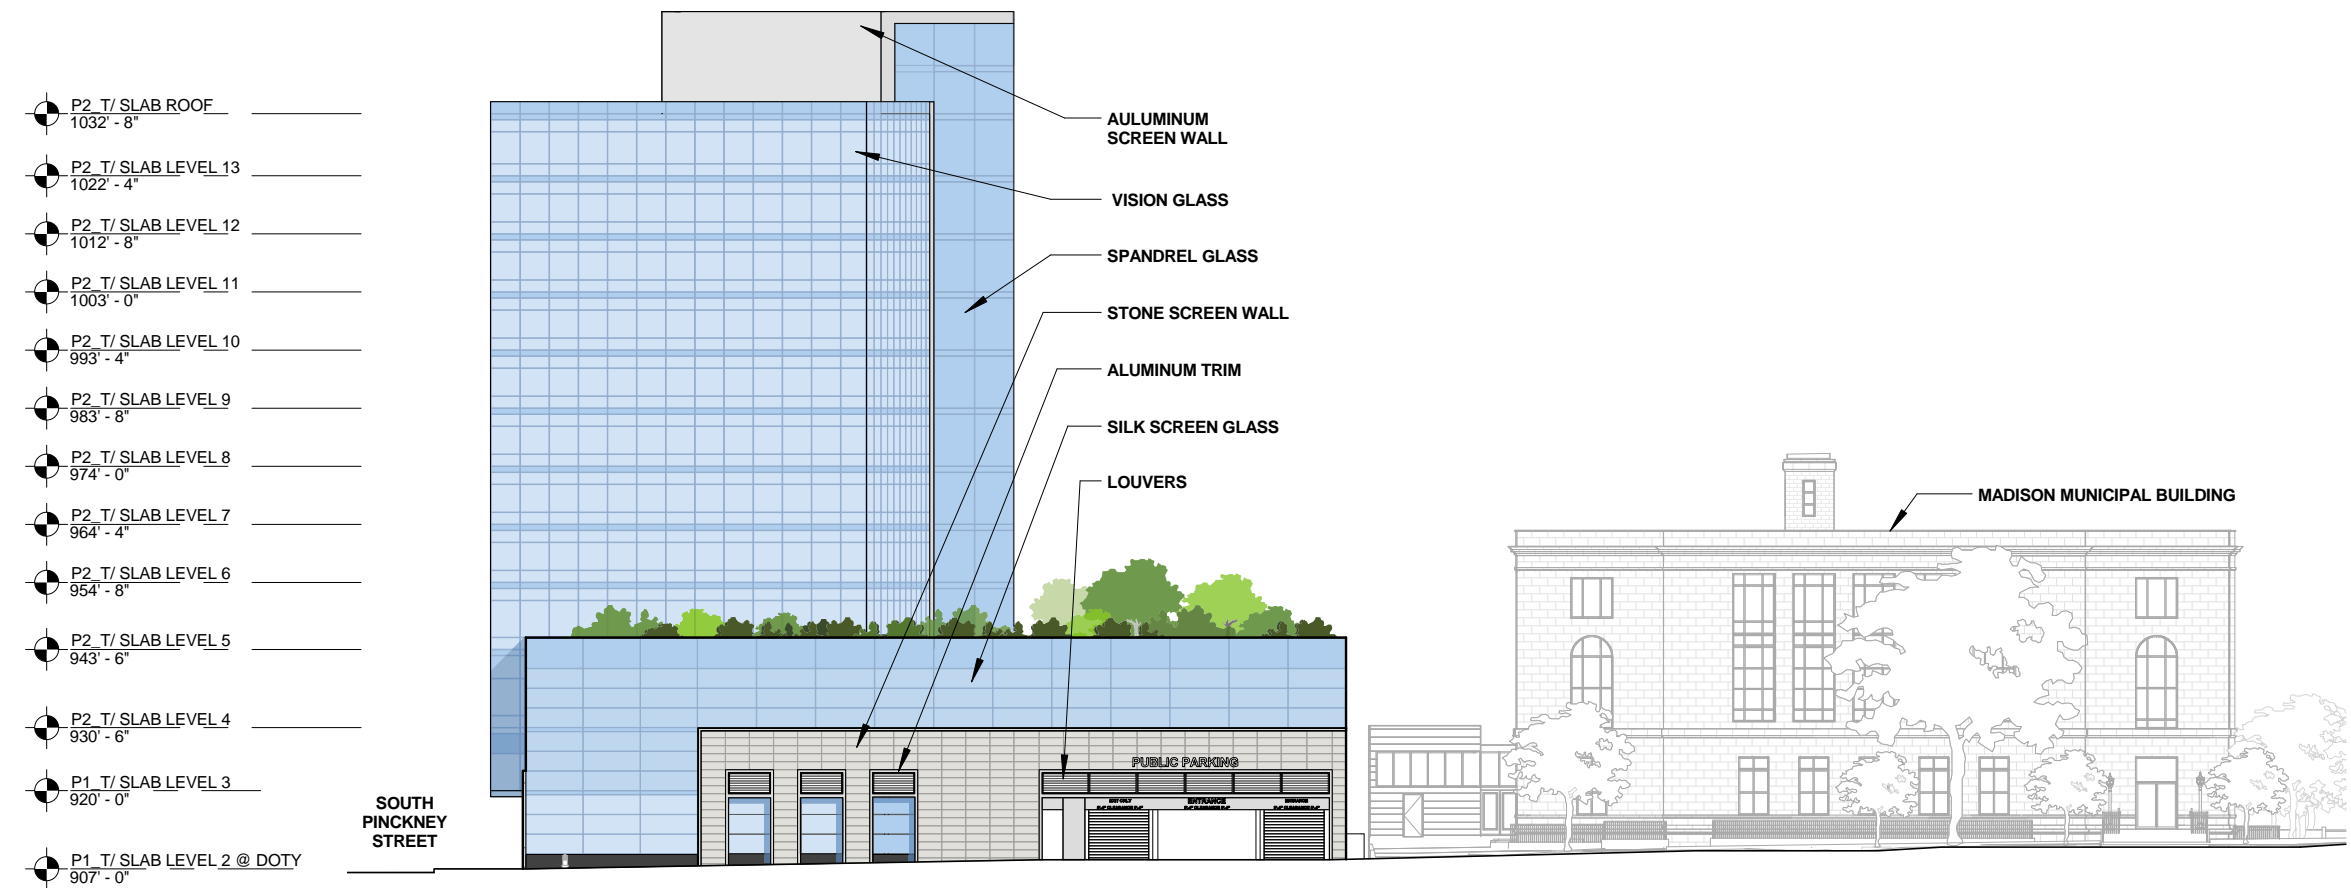 P2_T/ SLAB ROOF
1032' - 8"
P2_T/ SLAB LEVEL 13
1022' - 4"
P2_T/ SLAB LEVEL 12
1012' - 8"
P2_T/ SLAB LEVEL 11
1003' - 0"
P2_T/ SLAB LEVEL 10
993' - 4"
P2_T/ SLAB LEVEL 9
983' - 8"
P2_T/ SLAB LEVEL 8
974' - 0"
P2_T/ SLAB LEVEL 7
964' - 4"
P2_T/ SLAB LEVEL 6
954' - 8"
P2_T/ SLAB LEVEL 5
943' - 6"
P2_T/ SLAB LEVEL 4
930' - 6"
P1_T/ SLAB LEVEL 3
920' - 0"
P1_T/ SLAB LEVEL 2 @ DOTY
907' - 0"
SOUTH
PINCKNEY
STREET
AULUMINUM
SCREEN WALL
VISION GLASS
SPANDREL GLASS
STONE SCREEN WALL
ALUMINUM TRIM
SILK SCREEN GLASS
LOUVERS
PUBLIC PARKING
EXIT ONLY
ENTRANCE
ENTRANCE
MADISON MUNICIPAL BUILDING